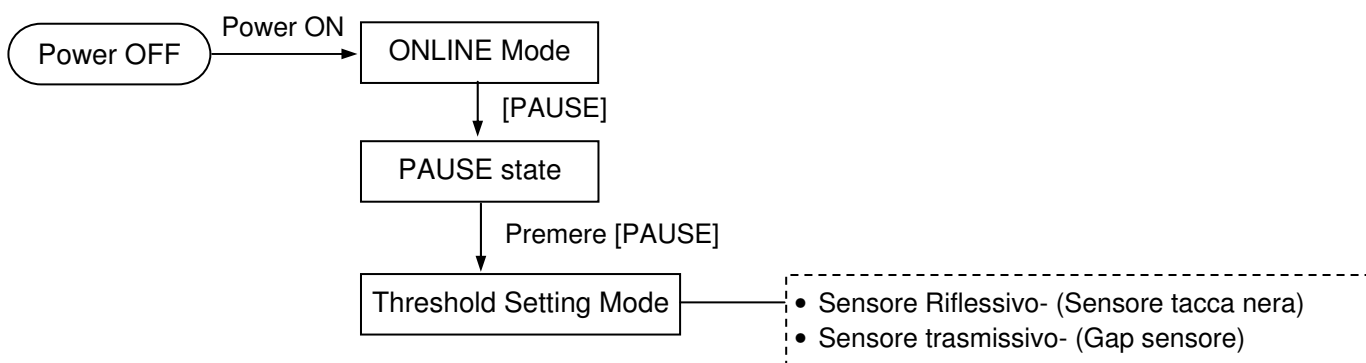 Power OFF
Power ON
ONLINE Mode
[PAUSE]
PAUSE state
Premere [PAUSE]
Threshold Setting Mode
• Sensore Riflessivo- (Sensore tacca nera)
• Sensore trasmissivo- (Gap sensore)